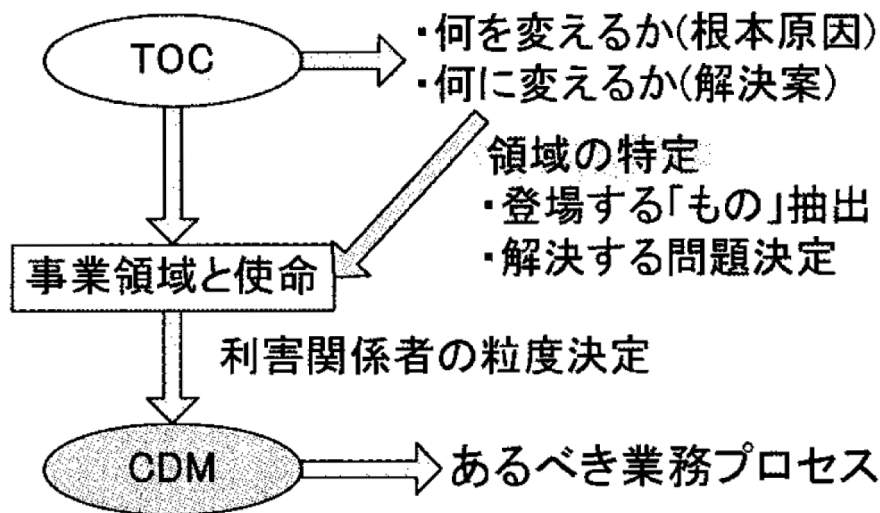 TOC
・何を変えるか(根本原因)
・何に変えるか(解決案)
領域の特定
・登場する「もの」抽出
・解決する問題決定
事業領域と使命
利害関係者の粒度決定
CDM
あるべき業務プロセス